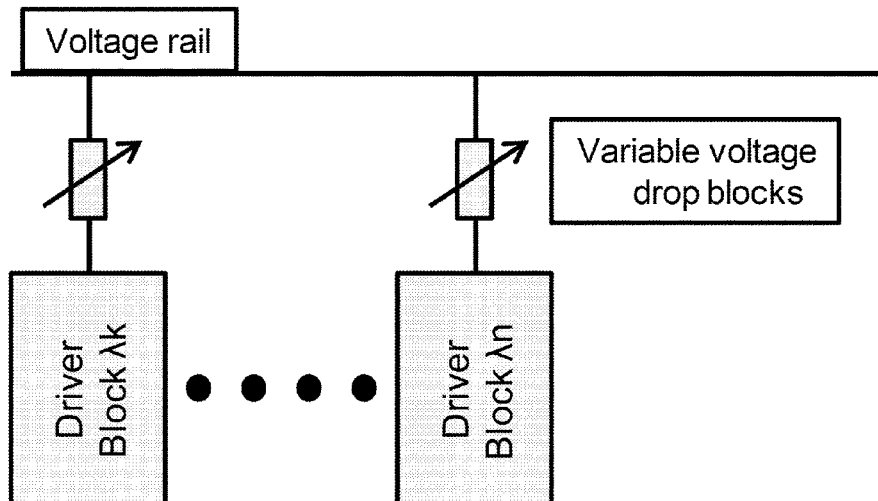 Voltage rail
Variable voltage
drop blocks
Driver
Block λk
Driver
Block λn